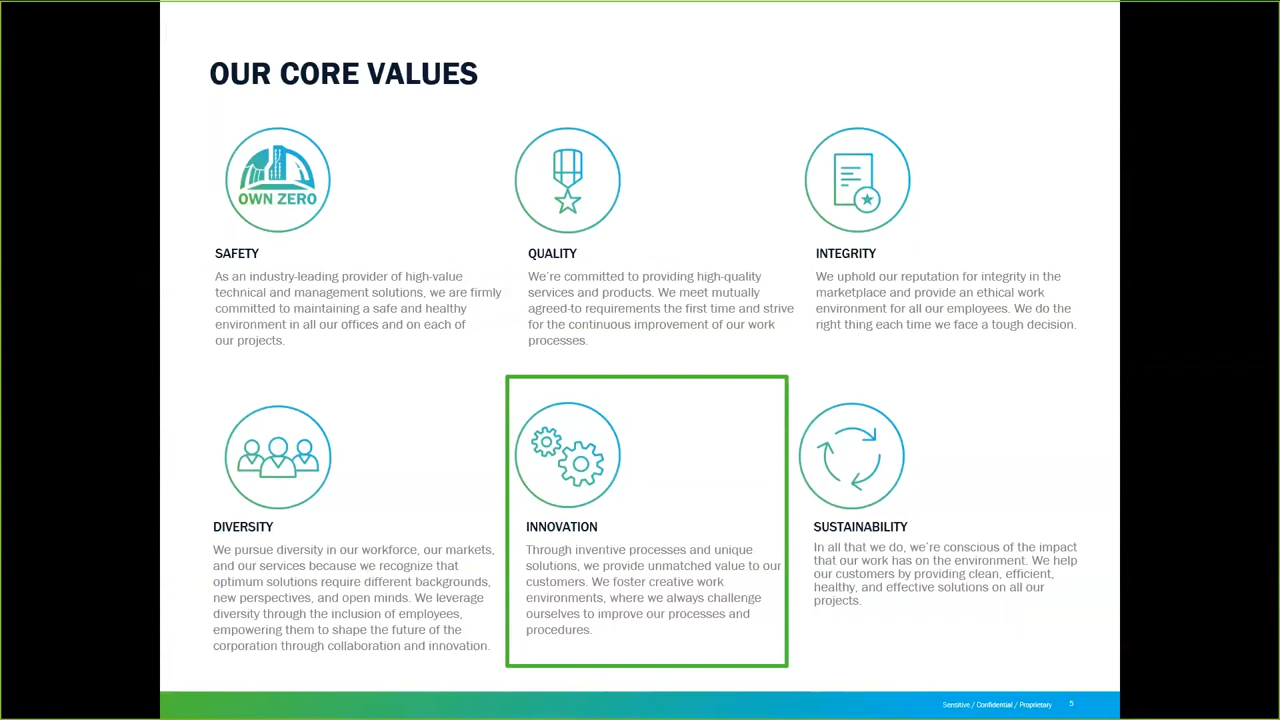 OUR CORE VALUES
OWN ZERO
SAFETY
As an industry-leading provider of high-value
technical and management solutions, we are firmly
committed to maintaining a safe and healthy
environment in all our offices and on each of
our projects.
QUALITY
We're committed to providing high-quality
services and products. We meet mutually
agreed-to requirements the first time and strive
for the continuous improvement of our work
processes.
INTEGRITY
We uphold our reputation for integrity in the
marketplace and provide an ethical work
environment for all our employees. We do the
right thing each time we face a tough decision.
DIVERSITY
We pursue diversity in our workforce, our markets,
and our services because we recognize that
optimum solutions require different backgrounds,
new perspectives, and open minds. We leverage
diversity through the inclusion of employees,
empowering them to shape the future of the
corporation through collaboration and innovation.
INNOVATION
Through inventive processes and unique
solutions, we provide unmatched value to our
customers. We foster creative work
environments, where we always challenge
ourselves to improve our processes and
procedures.
SUSTAINABILITY
In all that we do, we're conscious of the impact
that our work has on the environment. We help
our customers by providing clean, efficient,
healthy, and effective solutions on all our
projects.
Sensitive / Confidential / Proprietary 5